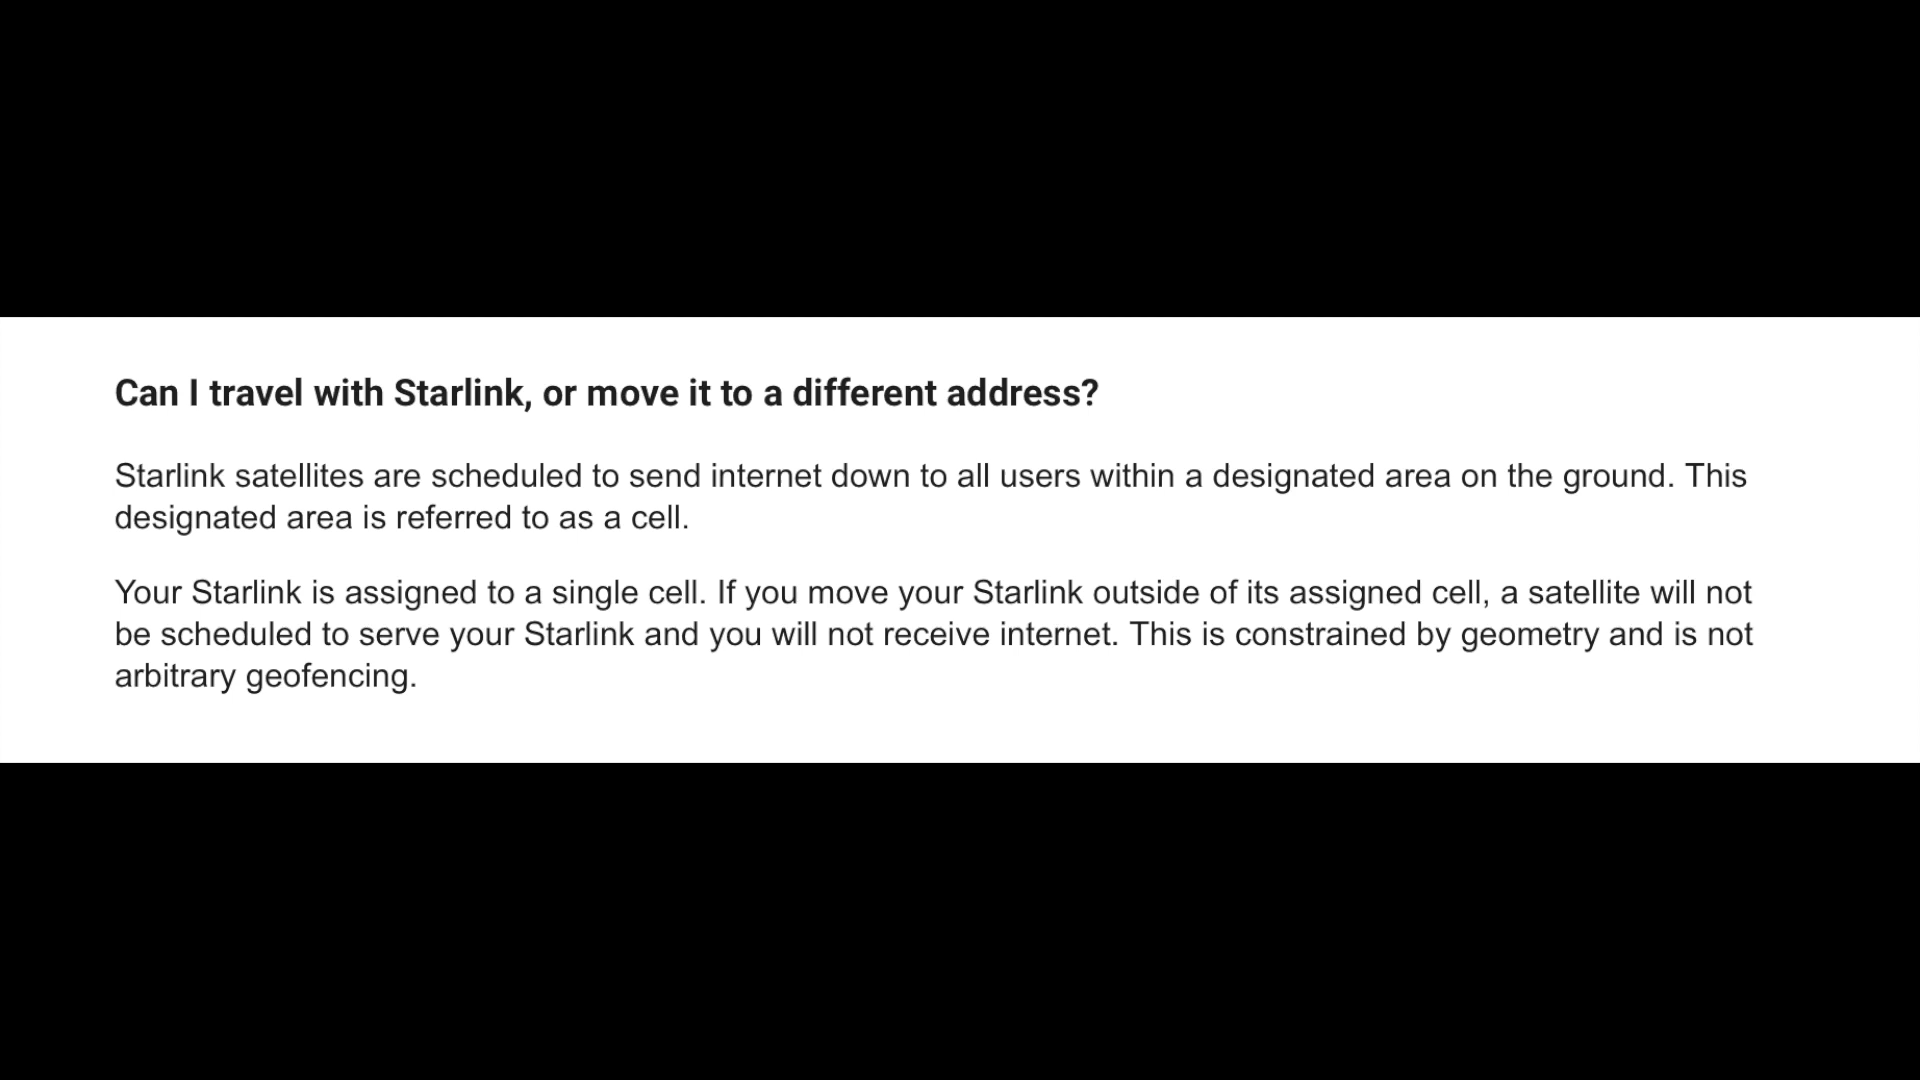 Can I travel with Starlink, or move it to a different address?
Starlink satellites are scheduled to send internet down to all users within a designated area on the ground. This
designated area is referred to as a cell.
Your Starlink is assigned to a single cell. If you move your Starlink outside of its assigned cell, a satellite will not
be scheduled to serve your Starlink and you will not receive internet. This is constrained by geometry and is not
arbitrary geofencing.